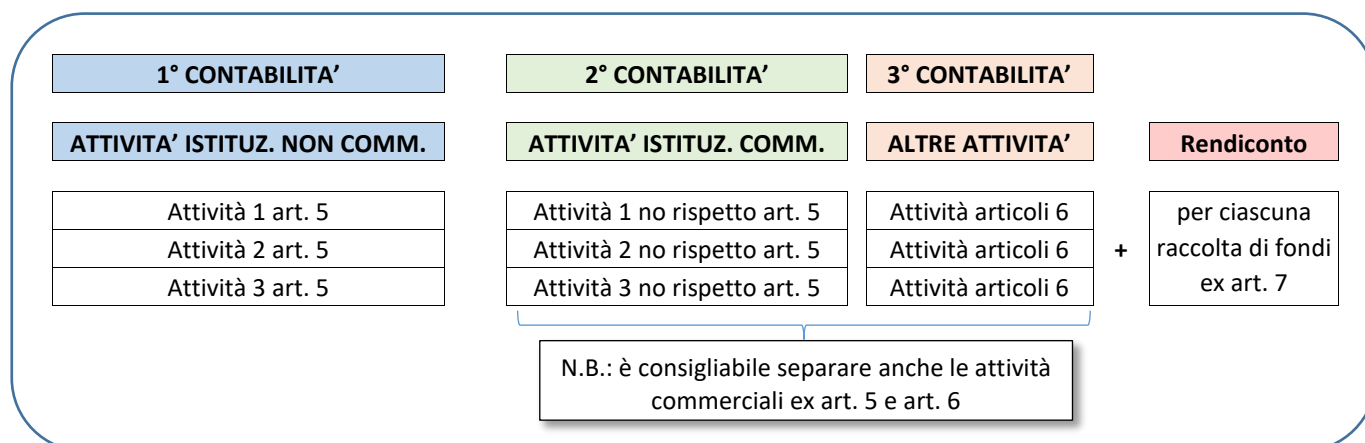 1° CONTABILITA’
2° CONTABILITA’
3° CONTABILITA’
ATTIVITA’ ISTITUZ. NON COMM.
ATTIVITA’ ISTITUZ. COMM.
ALTRE ATTIVITA’
Rendiconto
Attività 1 art. 5
Attività 2 art. 5
Attività 3 art. 5
Attività 1 no rispetto art. 5
Attività 2 no rispetto art. 5
Attività 3 no rispetto art. 5
Attività articoli 6
Attività articoli 6
Attività articoli 6
+
per ciascuna
raccolta di fondi
ex art. 7
N.B.: è consigliabile separare anche le attività
commerciali ex art. 5 e art. 6